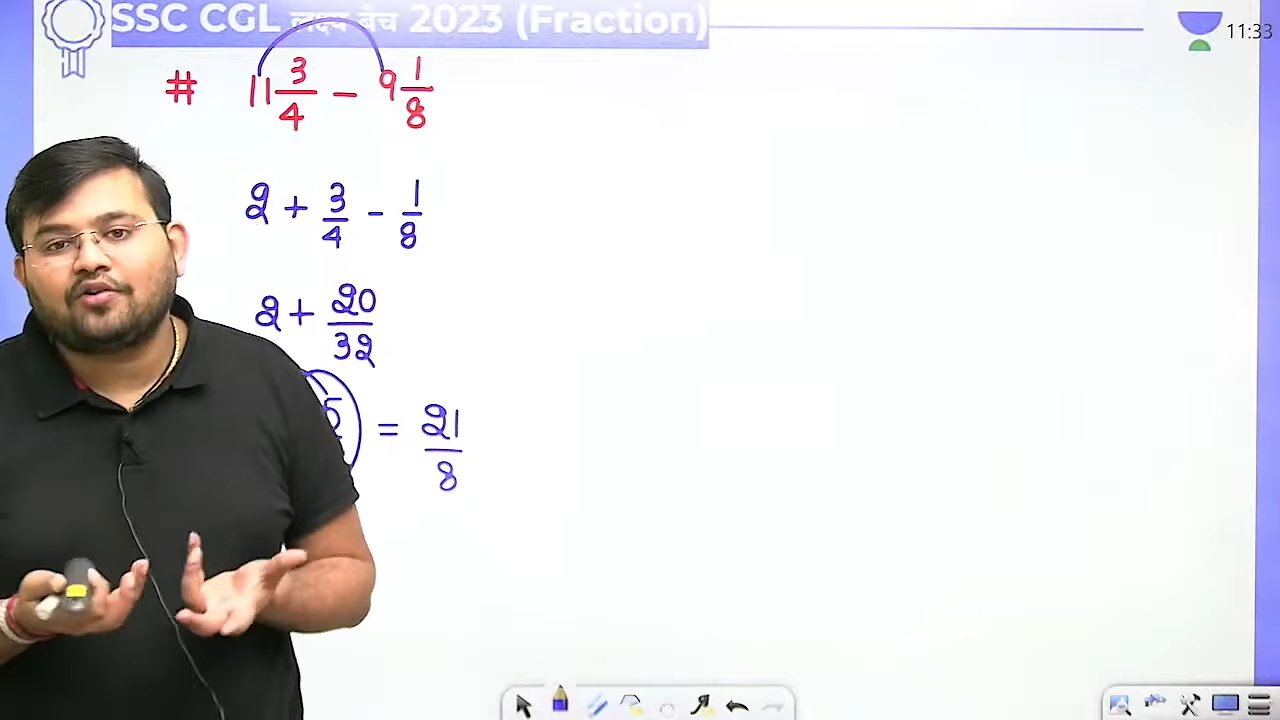 SSC CGL लक्ष्य बैच 2023 (Fraction)
11:33
# 11 3/4 - 9 1/8
2 + 3/4 - 1/8
2 + 20/32
= 21/8